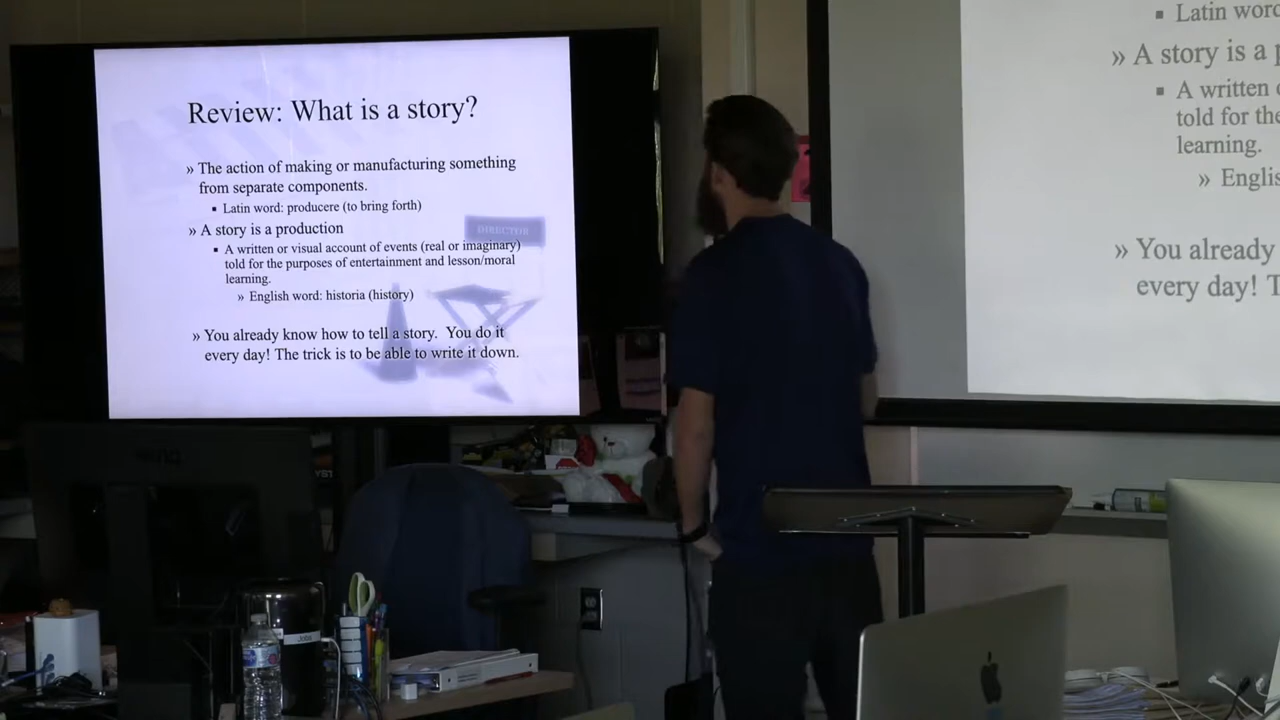 Review: What is a story?
» The action of making or manufacturing something
from separate components.
▪ Latin word: producere (to bring forth)
» A story is a production
▪ A written or visual account of events (real or imaginary)
told for the purposes of entertainment and lesson/moral
learning.
» English word: historia (history)
» You already know how to tell a story. You do it
every day! The trick is to be able to write it down.
DIRECTOR
▪ Latin word
» A story is a
▪ A written
told for the
learning.
» Englis
» You already
every day! T